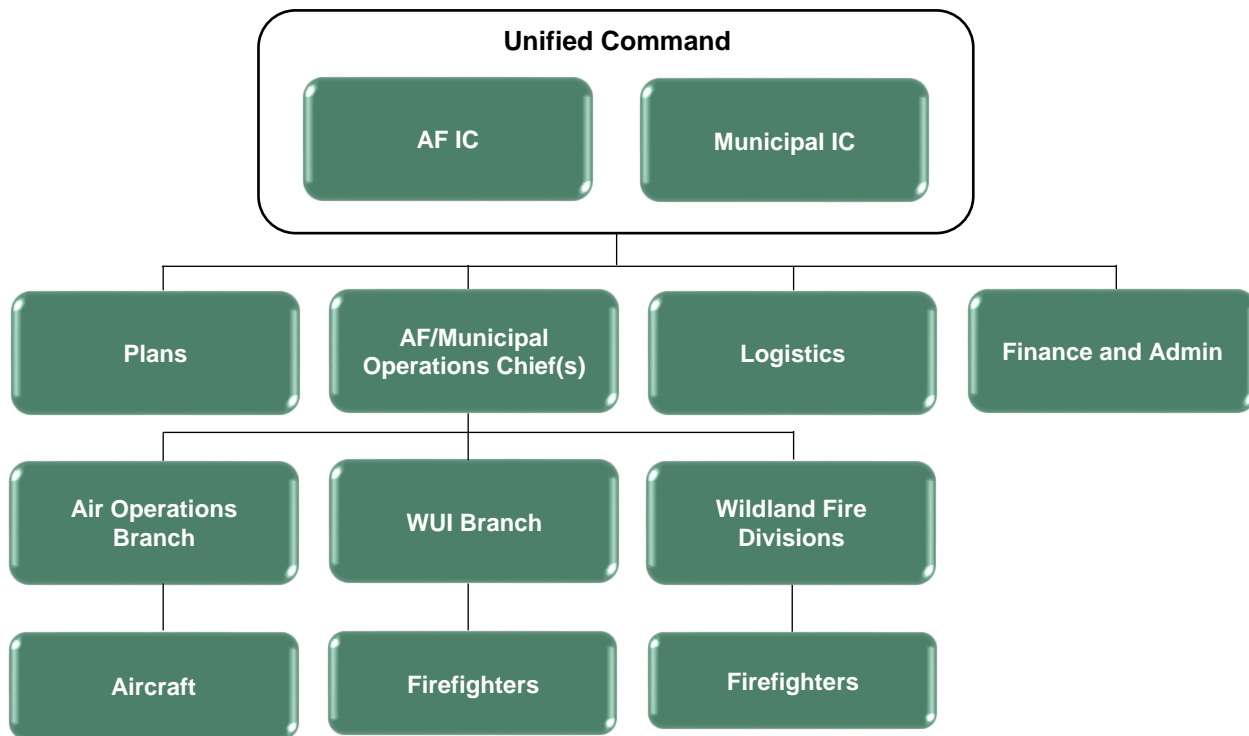 Unified Command
AF IC
Municipal IC
Plans
AF/Municipal
Operations Chief(s)
Logistics
Finance and Admin
Air Operations
Branch
WUI Branch
Wildland Fire
Divisions
Aircraft
Firefighters
Firefighters